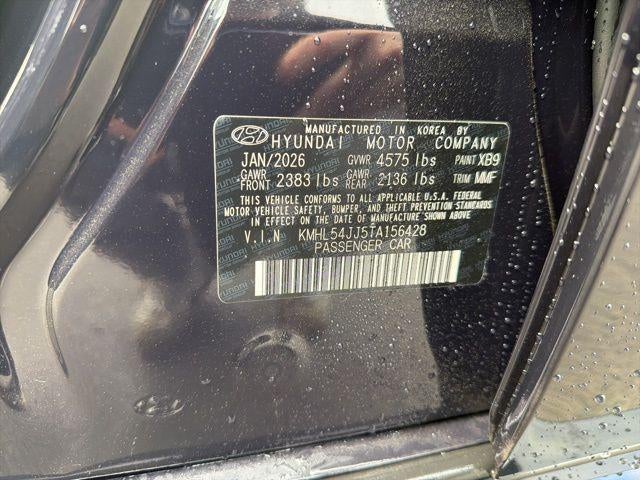 MANUFACTURED IN KOREA BY
HYUNDAI MOTOR COMPANY
JAN/2026 GVWR 4575 lbs PAINT XB9
GAWR FRONT 2383 lbs GAWR REAR 2136 lbs TRIM MMF
THIS VEHICLE CONFORMS TO ALL APPLICABLE U.S.A. FEDERAL
MOTOR VEHICLE SAFETY, BUMPER, AND THEFT PREVENTION STANDARDS
IN EFFECT ON THE DATE OF MANUFACTURE SHOWN ABOVE.
V.I.N KMHL54JJ5TA156428
PASSENGER CAR